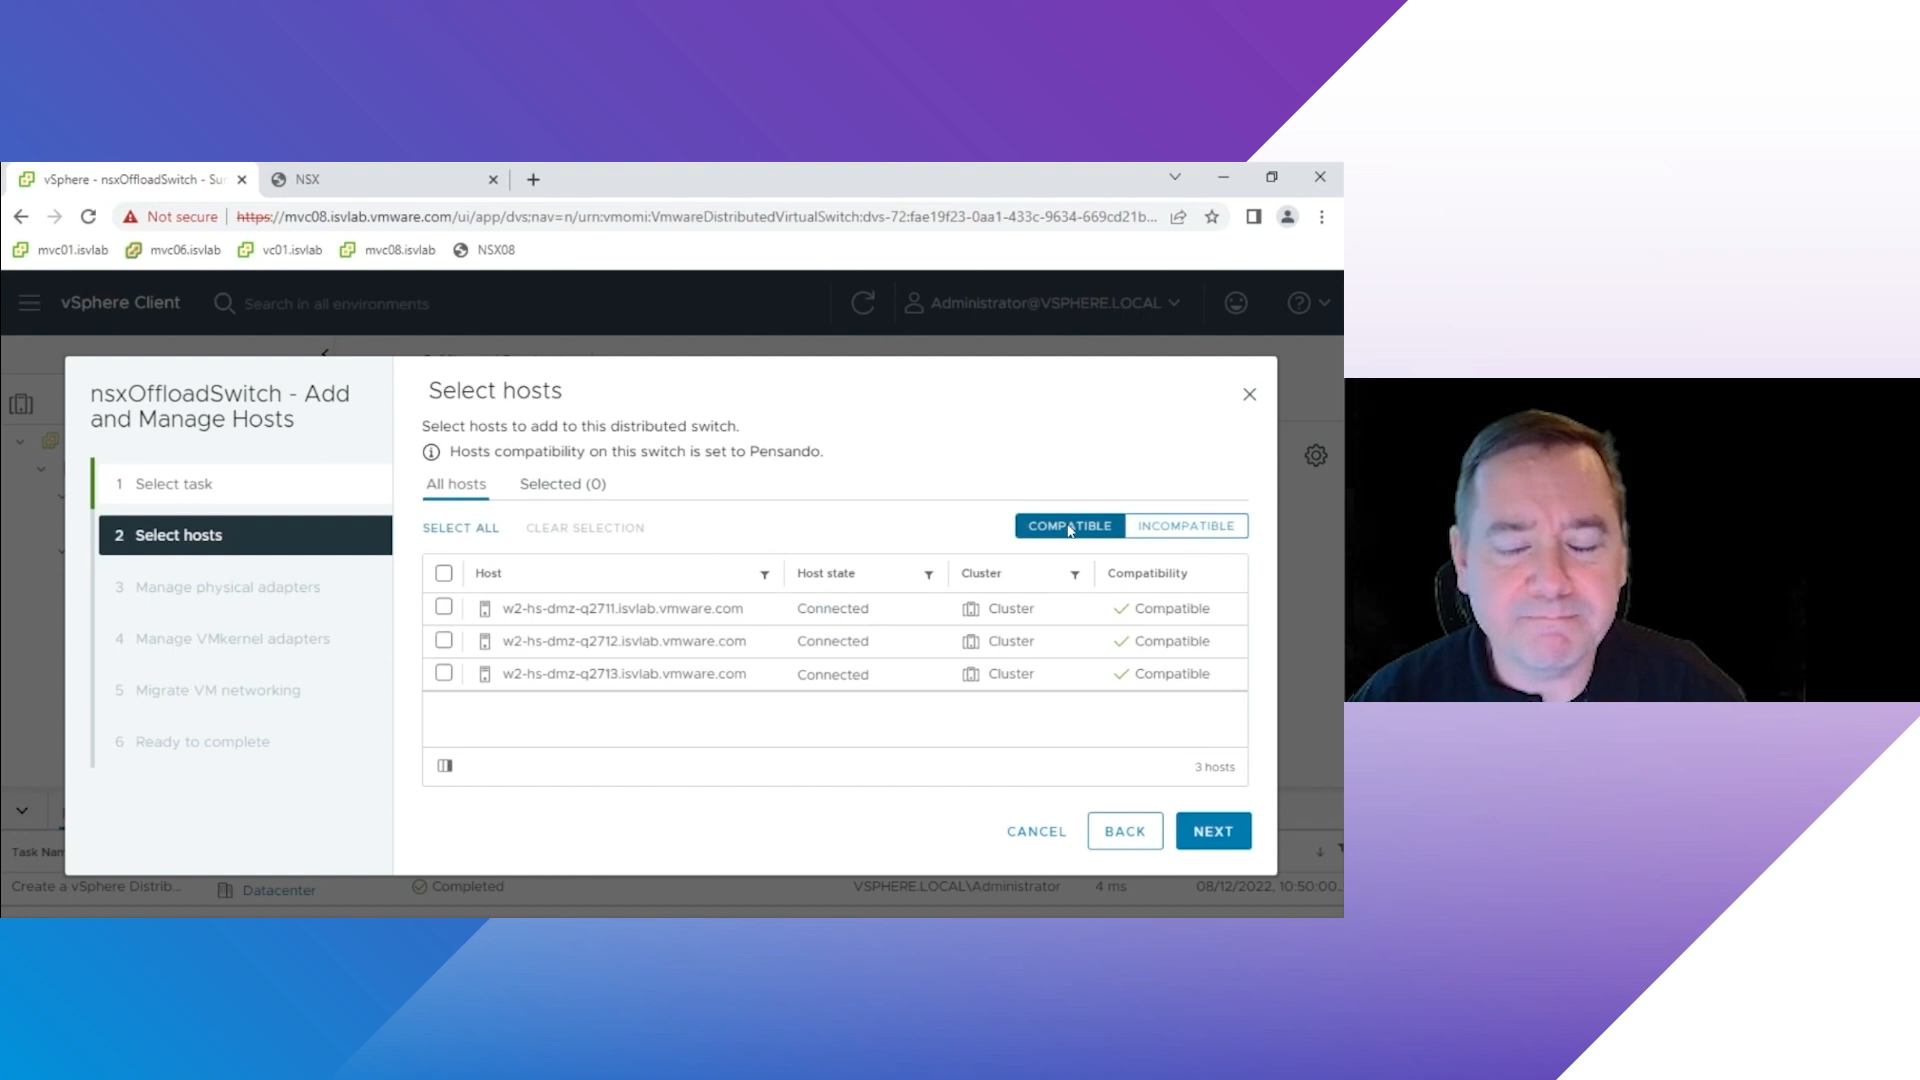 vSphere - nsxOffloadSwitch - Sur
NSX
Not secure
https://mvc08.isvlab.vmware.com/ui/app/dvs;nav=n/urn:vmomi:VmwareDistributedVirtualSwitch:dvs-72:fae19f23-0aa1-433c-9634-669cd21b...
mvc01.isvlab
mvc06.isvlab
vc01.isvlab
mvc08.isvlab
NSX08
vSphere Client
Search in all environments
Administrator@VSPHERE.LOCAL
nsxOffloadSwitch - Add
and Manage Hosts
1 Select task
2 Select hosts
3 Manage physical adapters
4 Manage VMkernel adapters
5 Migrate VM networking
6 Ready to complete
Select hosts
Select hosts to add to this distributed switch.
Hosts compatibility on this switch is set to Pensando.
All hosts
Selected (0)
SELECT ALL
CLEAR SELECTION
COMPATIBLE
INCOMPATIBLE
Host
Host state
Cluster
Compatibility
w2-hs-dmz-q2711.isvlab.vmware.com
Connected
Cluster
Compatible
w2-hs-dmz-q2712.isvlab.vmware.com
Connected
Cluster
Compatible
w2-hs-dmz-q2713.isvlab.vmware.com
Connected
Cluster
Compatible
3 hosts
CANCEL
BACK
NEXT
Task Nam
Create a vSphere Distrib...
Datacenter
Completed
VSPHERE.LOCAL\Administrator
4 ms
08/12/2022, 10:50:00...